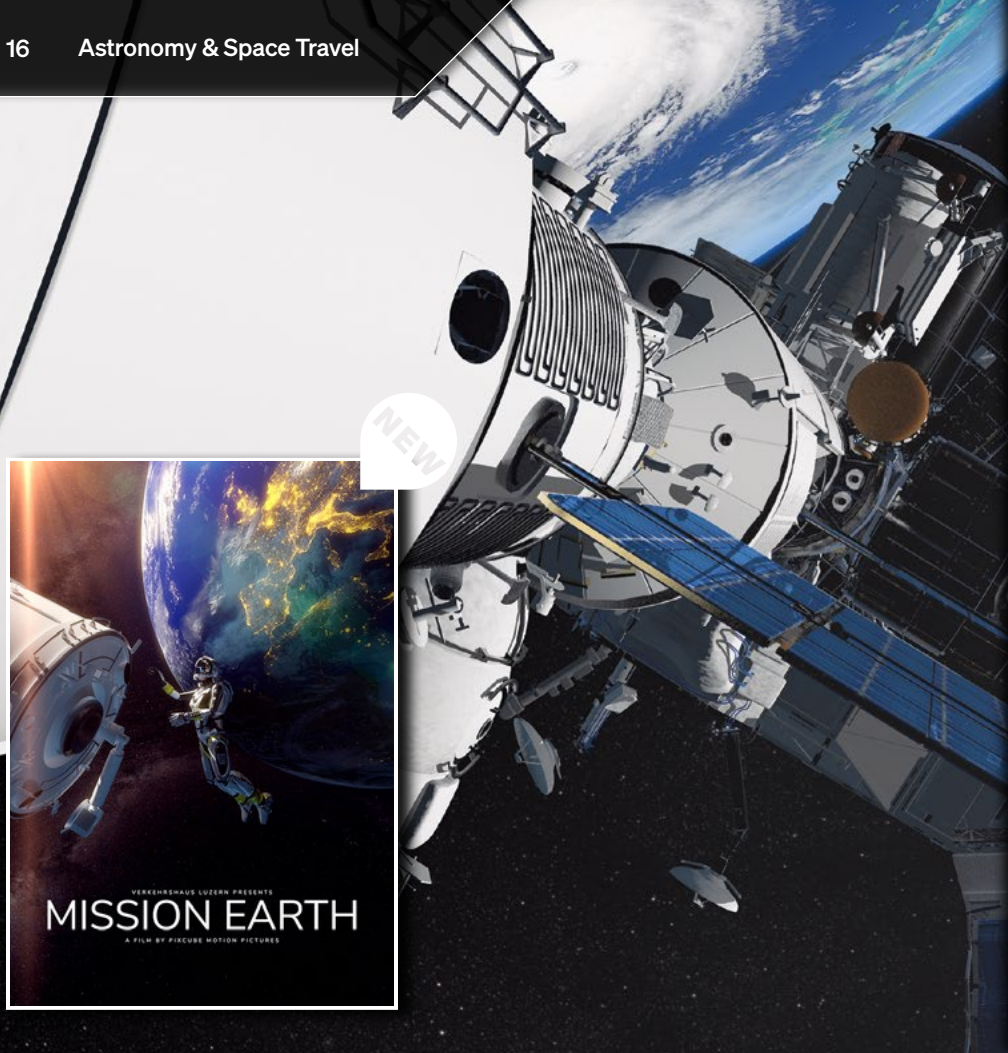 16 Astronomy & Space Travel
NEW
VERKEHRSHAUS LUZERN PRESENTS
MISSION EARTH
A FILM BY PIXCUBE MOTION PICTURES